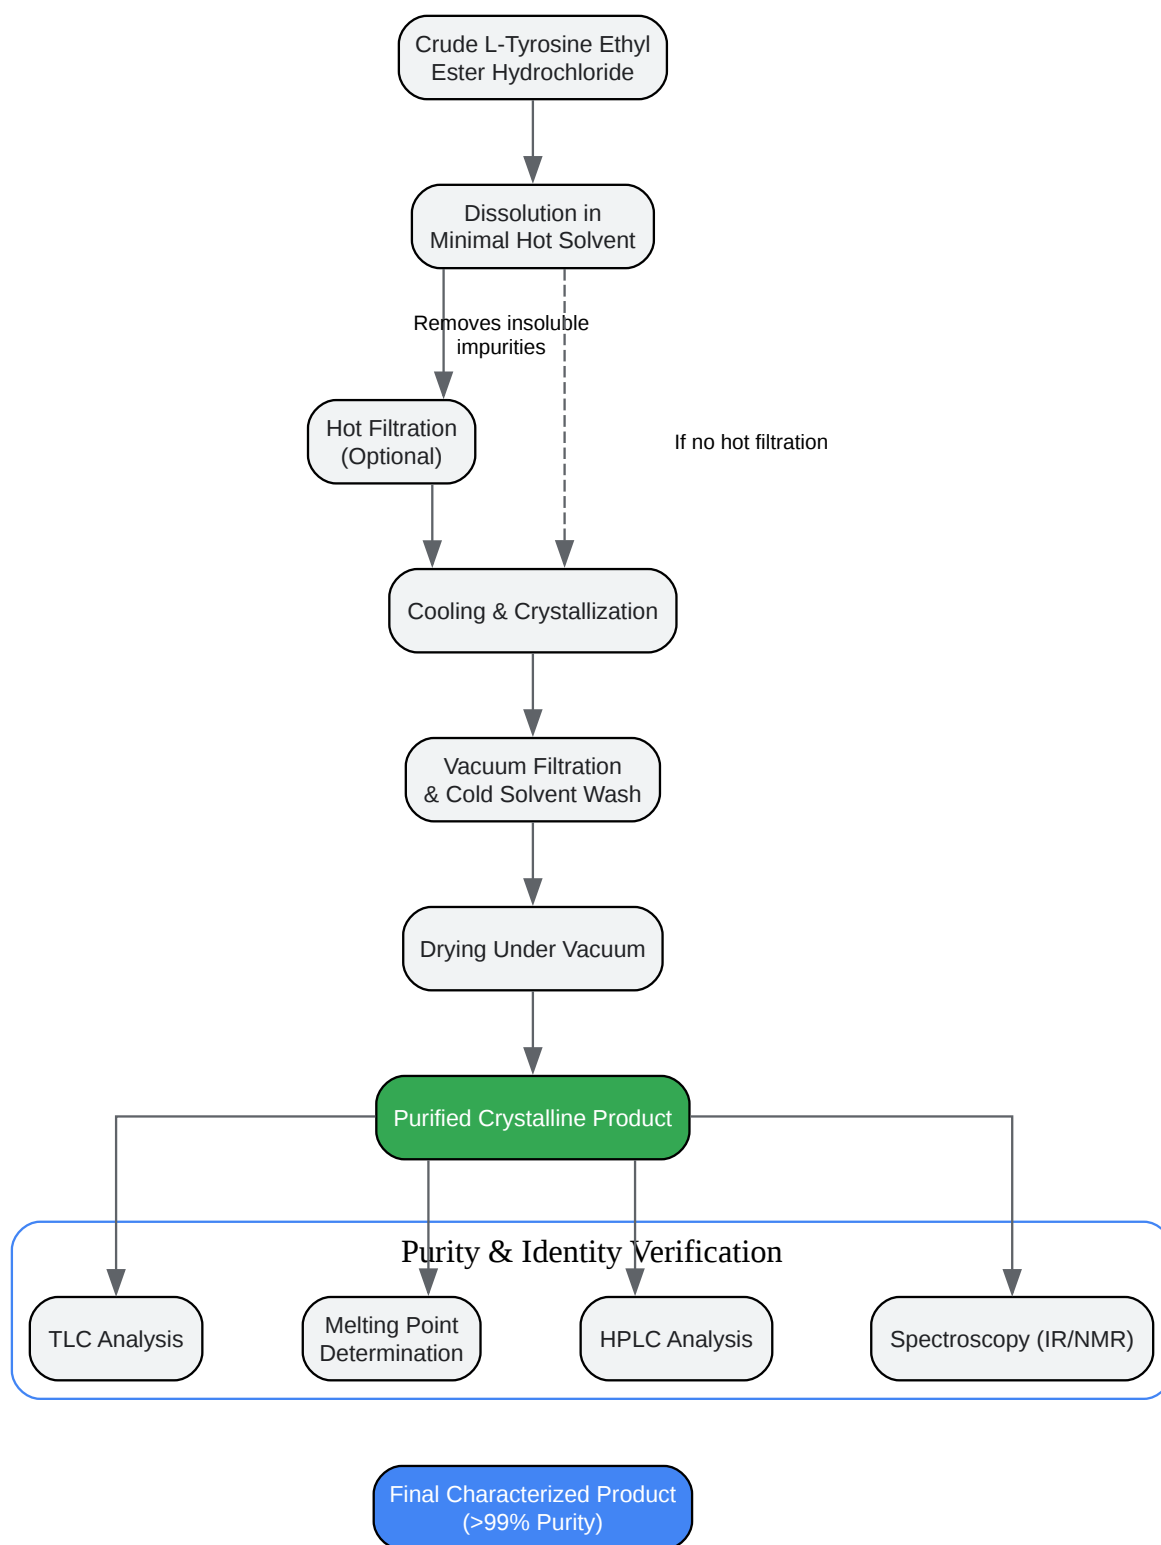 Crude L-Tyrosine Ethyl
Ester Hydrochloride
Dissolution in
Minimal Hot Solvent
Removes insoluble
impurities
Hot Filtration
(Optional)
If no hot filtration
Cooling & Crystallization
Vacuum Filtration
& Cold Solvent Wash
Drying Under Vacuum
Purified Crystalline Product
Purity & Identity Verification
TLC Analysis
Melting Point
Determination
HPLC Analysis
Spectroscopy (IR/NMR)
Final Characterized Product
(>99% Purity)